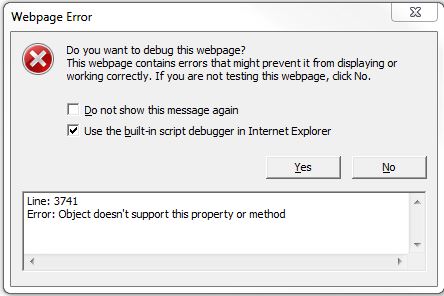 Webpage Error
Do you want to debug this webpage?
This webpage contains errors that might prevent it from displaying or
working correctly. If you are not testing this webpage, click No.
Do not show this message again
Use the built-in script debugger in Internet Explorer
Yes
No
Line: 3741
Error: Object doesn't support this property or method